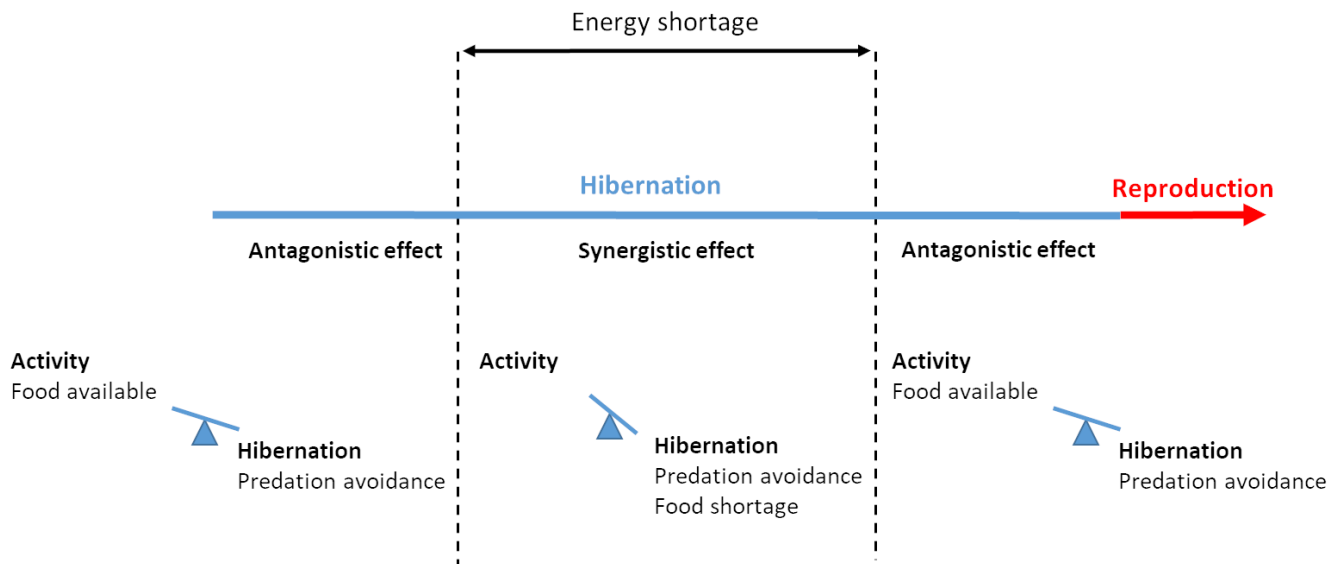 Energy shortage
Hibernation
Reproduction
Antagonistic effect
Synergistic effect
Antagonistic effect
Activity
Food available
Hibernation
Predation avoidance
Activity
Hibernation
Predation avoidance
Food shortage
Activity
Food available
Hibernation
Predation avoidance